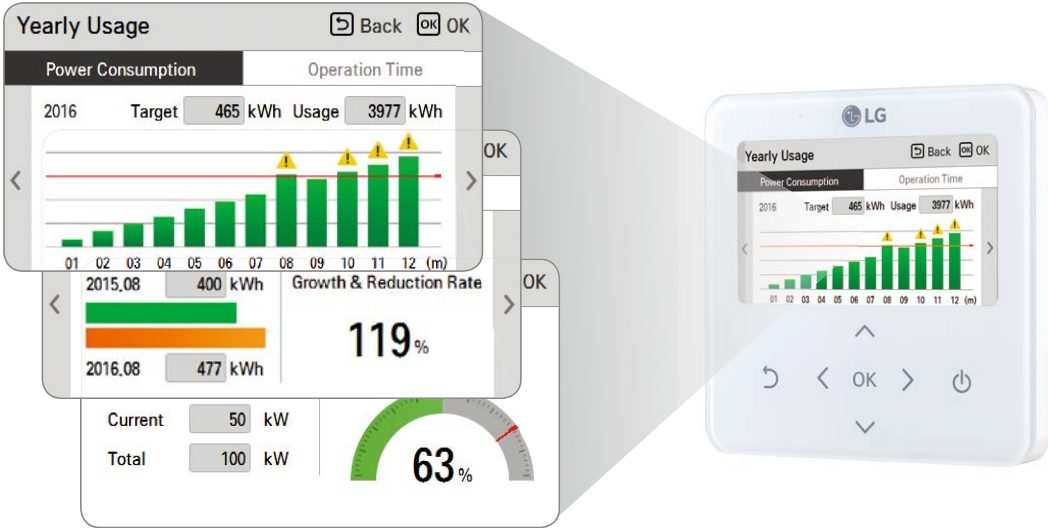 Yearly Usage Back OK OK
Power Consumption Operation Time
2016 Target 465 kWh Usage 3977 kWh
01 02 03 04 05 06 07 08 09 10 11 12 (m)
OK
2015.08 400 kWh Growth & Reduction Rate
119%
2016.08 477 kWh
OK
Current 50 kW
Total 100 kW
63%
LG
Yearly Usage Back OK OK
Power Consumption Operation Time
2016 Target 465 kWh Usage 3977 kWh
01 02 03 04 05 06 07 08 09 10 11 12 (m)
OK